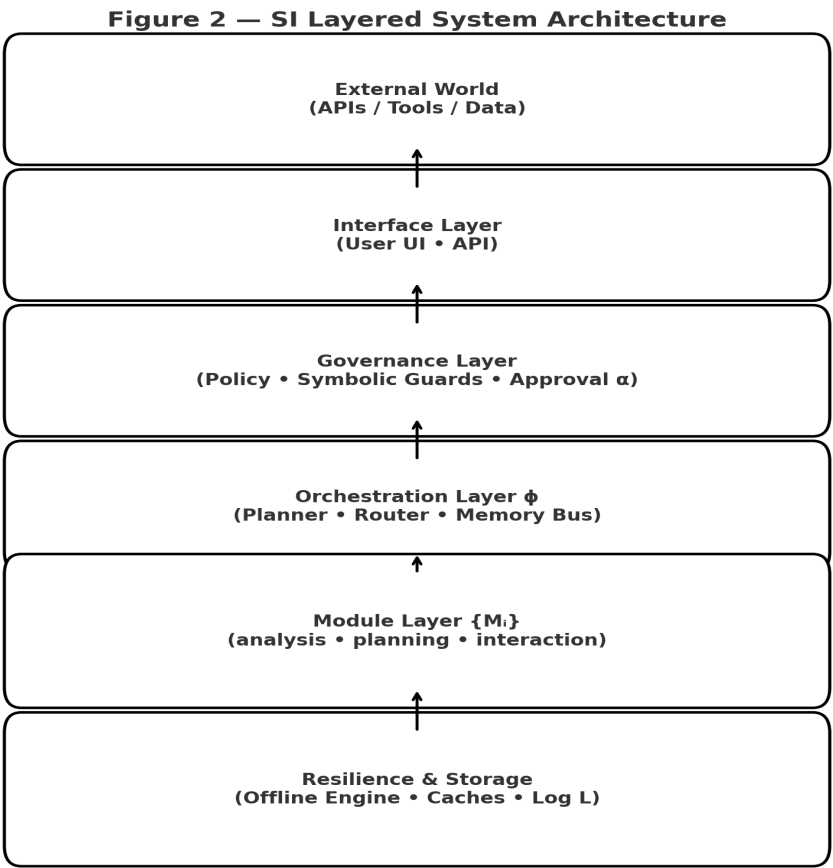 Figure 2 — SI Layered System Architecture
External World
(APIs / Tools / Data)
Interface Layer
(User UI • API)
Governance Layer
(Policy • Symbolic Guards • Approval α)
Orchestration Layer ϕ
(Planner • Router • Memory Bus)
Module Layer {Mᵢ}
(analysis • planning • interaction)
Resilience & Storage
(Offline Engine • Caches • Log L)